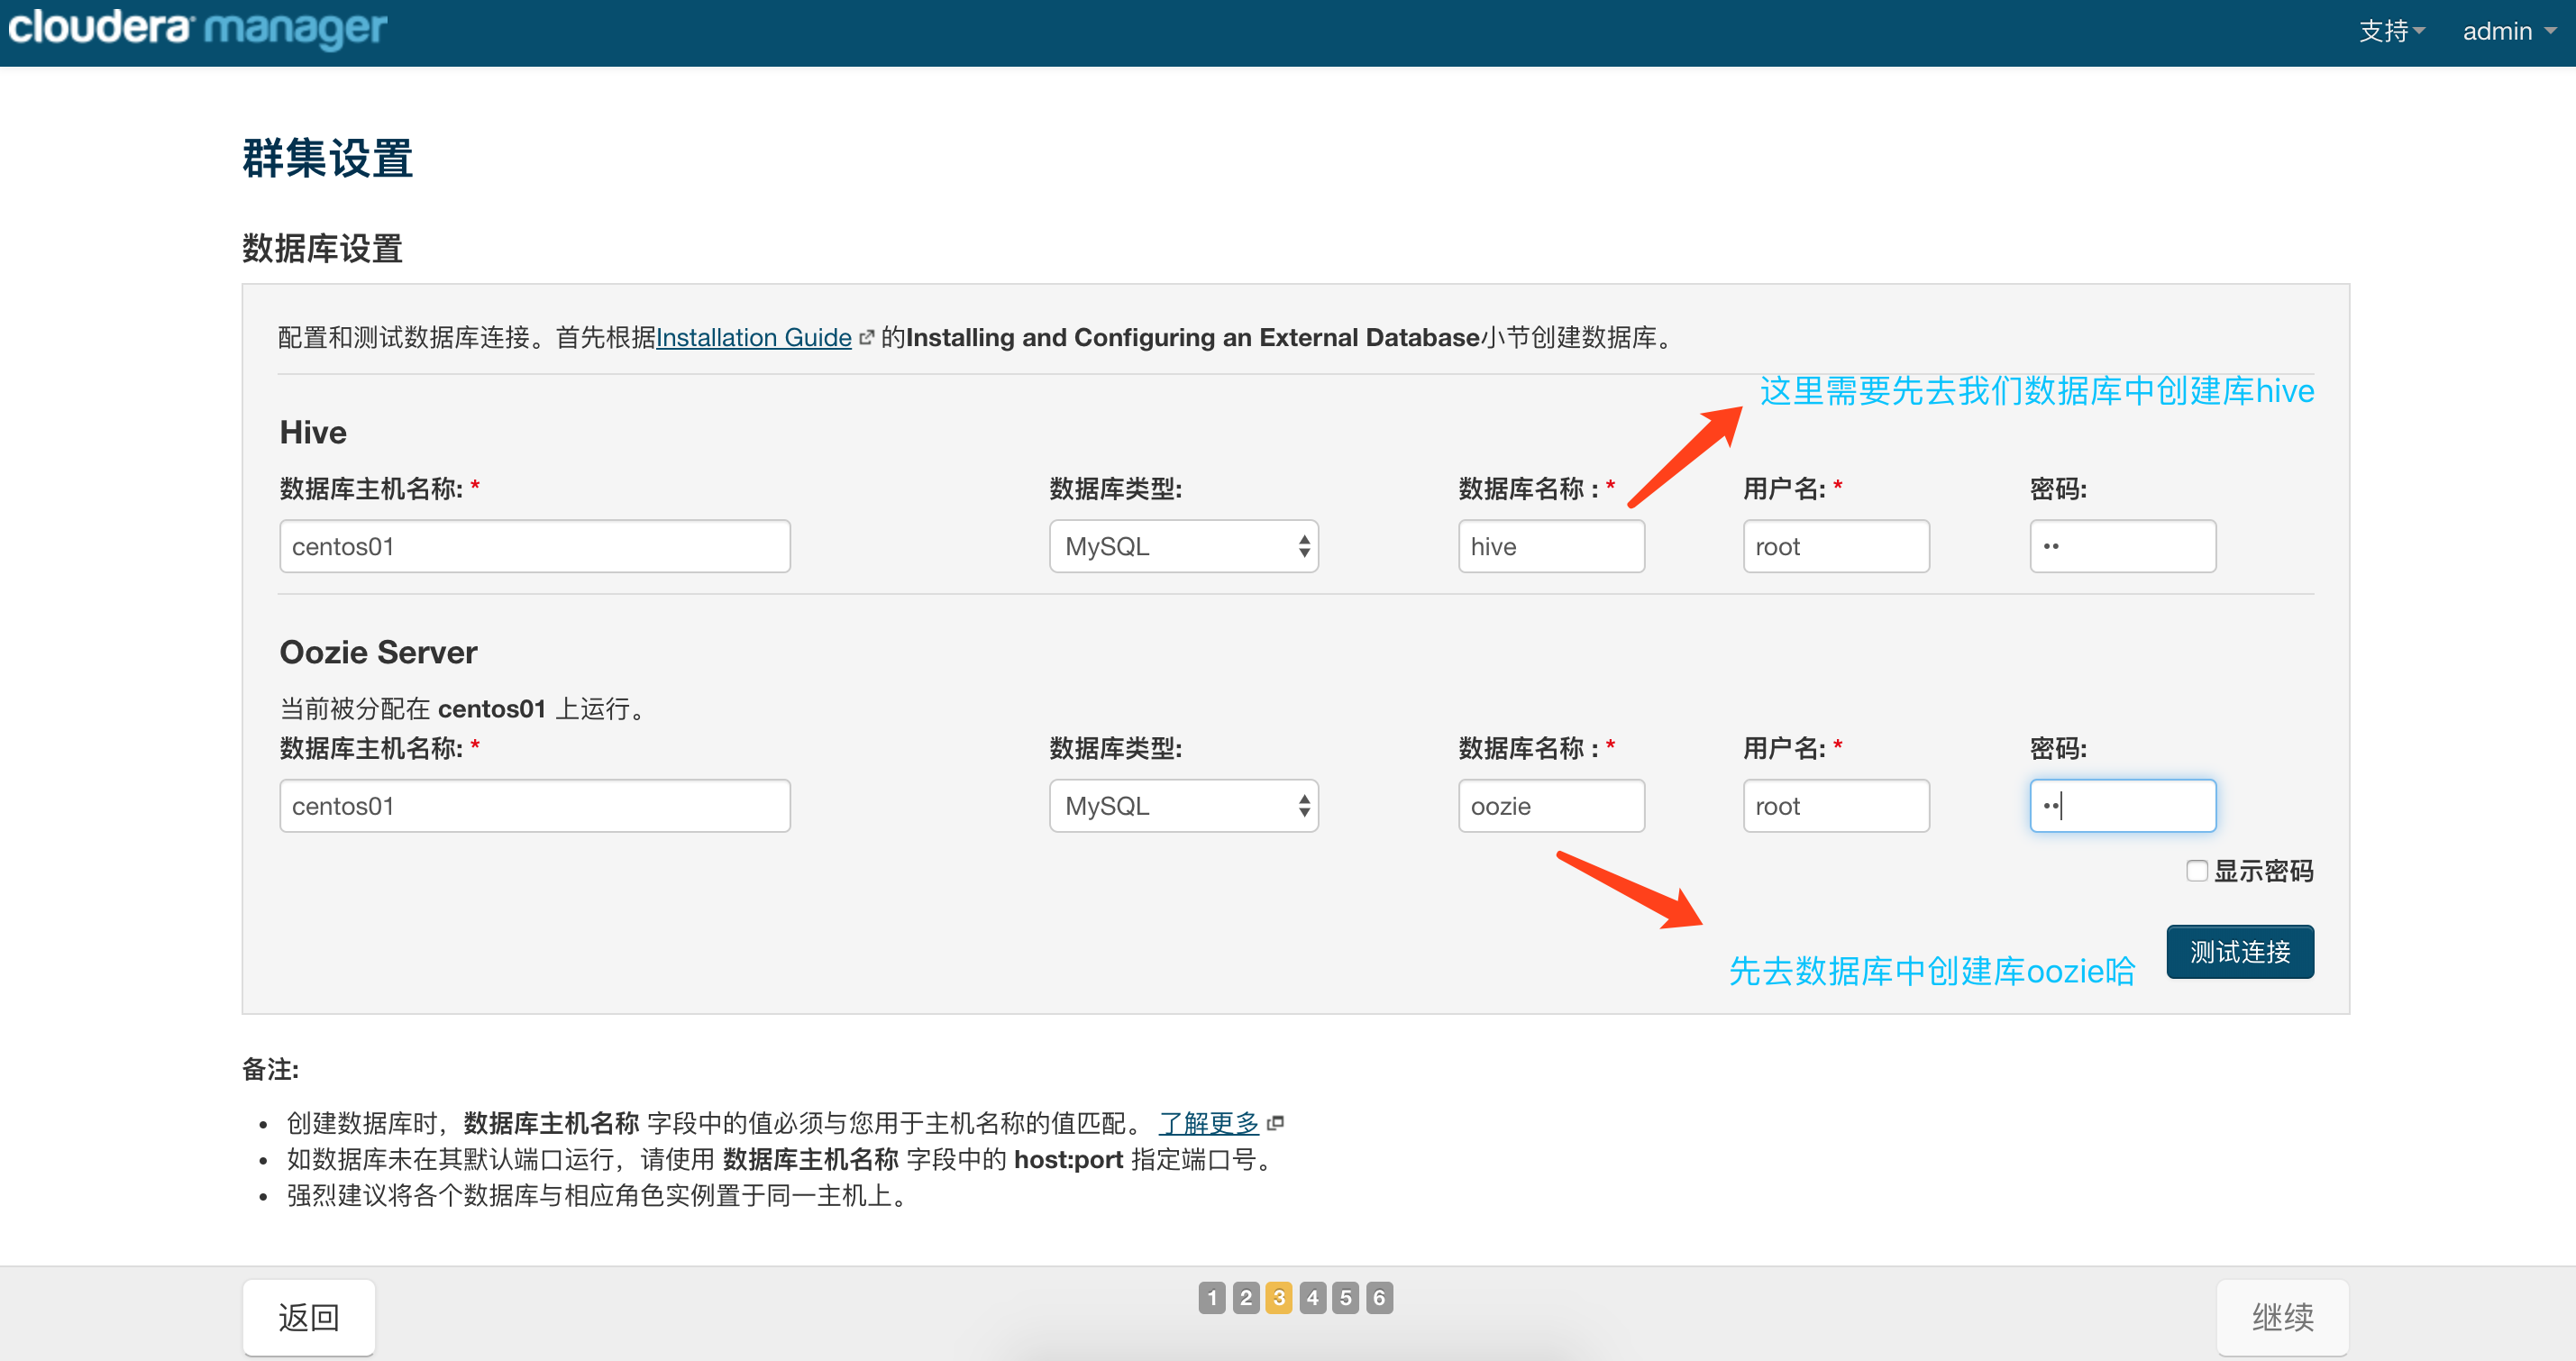 cloudera manager
支持 admin
群集设置
数据库设置
配置和测试数据库连接。首先根据Installation Guide 的Installing and Configuring an External Database小节创建数据库。
这里需要先去我们数据库中创建库hive
Hive
数据库主机名称: * 数据库类型: 数据库名称 : * 用户名: * 密码:
centos01 MySQL hive root ••
Oozie Server
当前被分配在 centos01 上运行。
数据库主机名称: * 数据库类型: 数据库名称 : * 用户名: * 密码:
centos01 MySQL oozie root ••
显示密码
测试连接
先去数据库中创建库oozie哈
备注:
• 创建数据库时，数据库主机名称 字段中的值必须与您用于主机名称的值匹配。 了解更多
• 如数据库未在其默认端口运行，请使用 数据库主机名称 字段中的 host:port 指定端口号。
• 强烈建议将各个数据库与相应角色实例置于同一主机上。
返回 1 2 3 4 5 6 继续